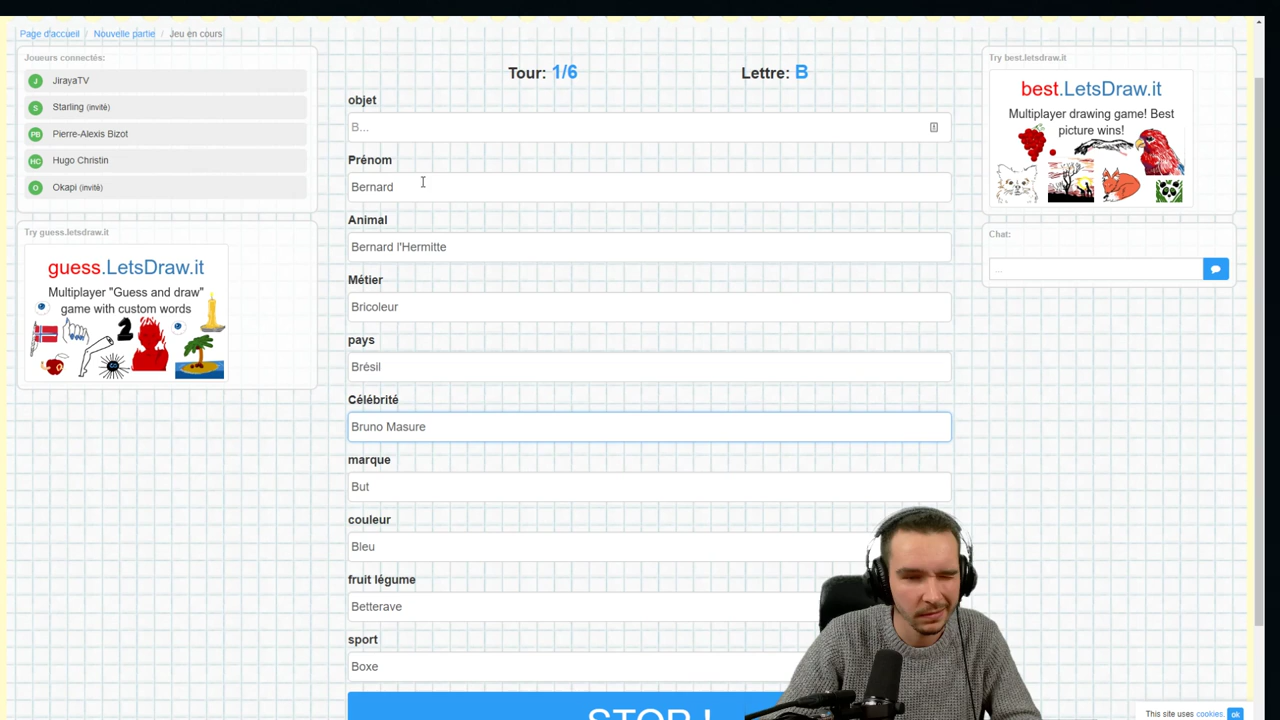 Page d'accueil / Nouvelle partie / Jeu en cours
Joueurs connectés:
J JirayaTV
S Starling (invité)
PB Pierre-Alexis Bizot
HC Hugo Christin
O Okapi (invité)
Try guess.letsdraw.it
guess.LetsDraw.it
Multiplayer "Guess and draw"
game with custom words
Tour: 1/6
Lettre: B
objet
B...
Prénom
Bernard
Animal
Bernard l'Hermitte
Métier
Bricoleur
pays
Brésil
Célébrité
Bruno Masure
marque
But
couleur
Bleu
fruit légume
Betterave
sport
Boxe
STOP !
Try best.letsdraw.it
best.LetsDraw.it
Multiplayer drawing game! Best
picture wins!
Chat:
...
This site uses cookies. ok